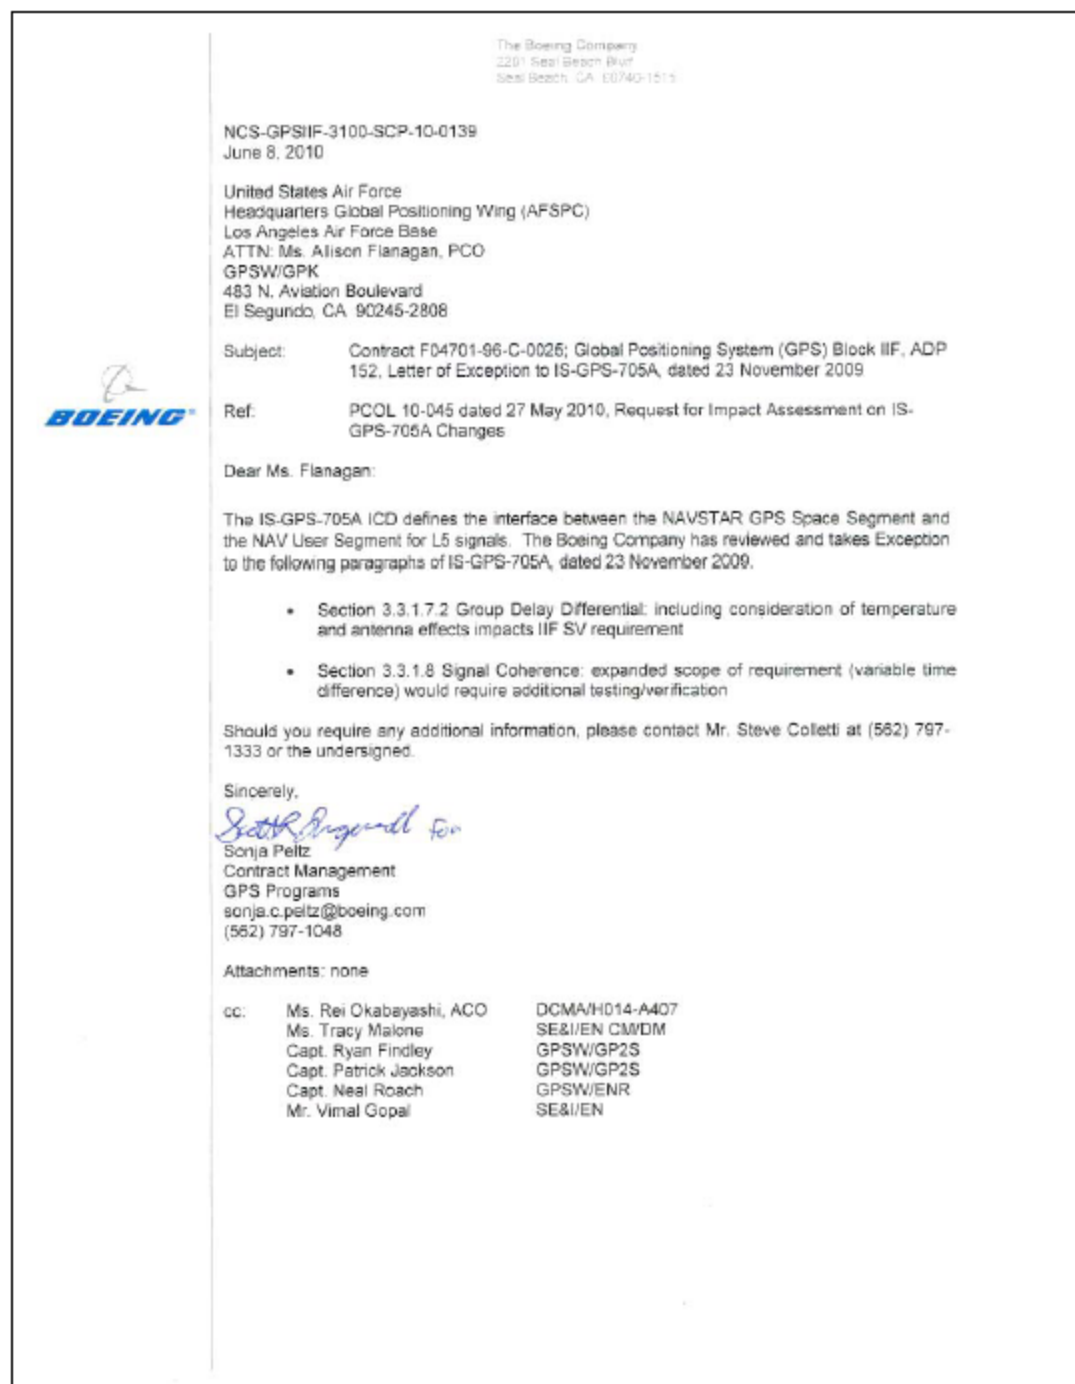 The Boeing Company
2201 Seal Beach Blvd
Seal Beach, CA 90740-1515
NCS-GPSIIF-3100-SCP-10-0139
June 8, 2010
United States Air Force
Headquarters Global Positioning Wing (AFSPC)
Los Angeles Air Force Base
ATTN: Ms. Allison Flanagan, PCO
GPSW/GPK
483 N. Aviation Boulevard
El Segundo, CA 90245-2808
Subject: Contract F04701-96-C-0025; Global Positioning System (GPS) Block IIF, ADP
152, Letter of Exception to IS-GPS-705A, dated 23 November 2009
BOEING
Ref: PCOL 10-045 dated 27 May 2010, Request for Impact Assessment on IS-
GPS-705A Changes
Dear Ms. Flanagan:
The IS-GPS-705A ICD defines the interface between the NAVSTAR GPS Space Segment and
the NAV User Segment for L5 signals. The Boeing Company has reviewed and takes Exception
to the following paragraphs of IS-GPS-705A, dated 23 November 2009.
• Section 3.3.1.7.2 Group Delay Differential: including consideration of temperature
and antenna effects impacts IIF SV requirement
• Section 3.3.1.8 Signal Coherence: expanded scope of requirement (variable time
difference) would require additional testing/verification
Should you require any additional information, please contact Mr. Steve Colletti at (562) 797-
1333 or the undersigned.
Sincerely,
for
Sonja Peltz
Contract Management
GPS Programs
sonja.c.peltz@boeing.com
(562) 797-1048
Attachments: none
cc: Ms. Rei Okabayashi, ACO DCMA/H014-A407
Ms. Tracy Malone SE&I/EN CM/DM
Capt. Ryan Findley GPSW/GP2S
Capt. Patrick Jackson GPSW/GP2S
Capt. Neal Roach GPSW/ENR
Mr. Vimal Gopal SE&I/EN